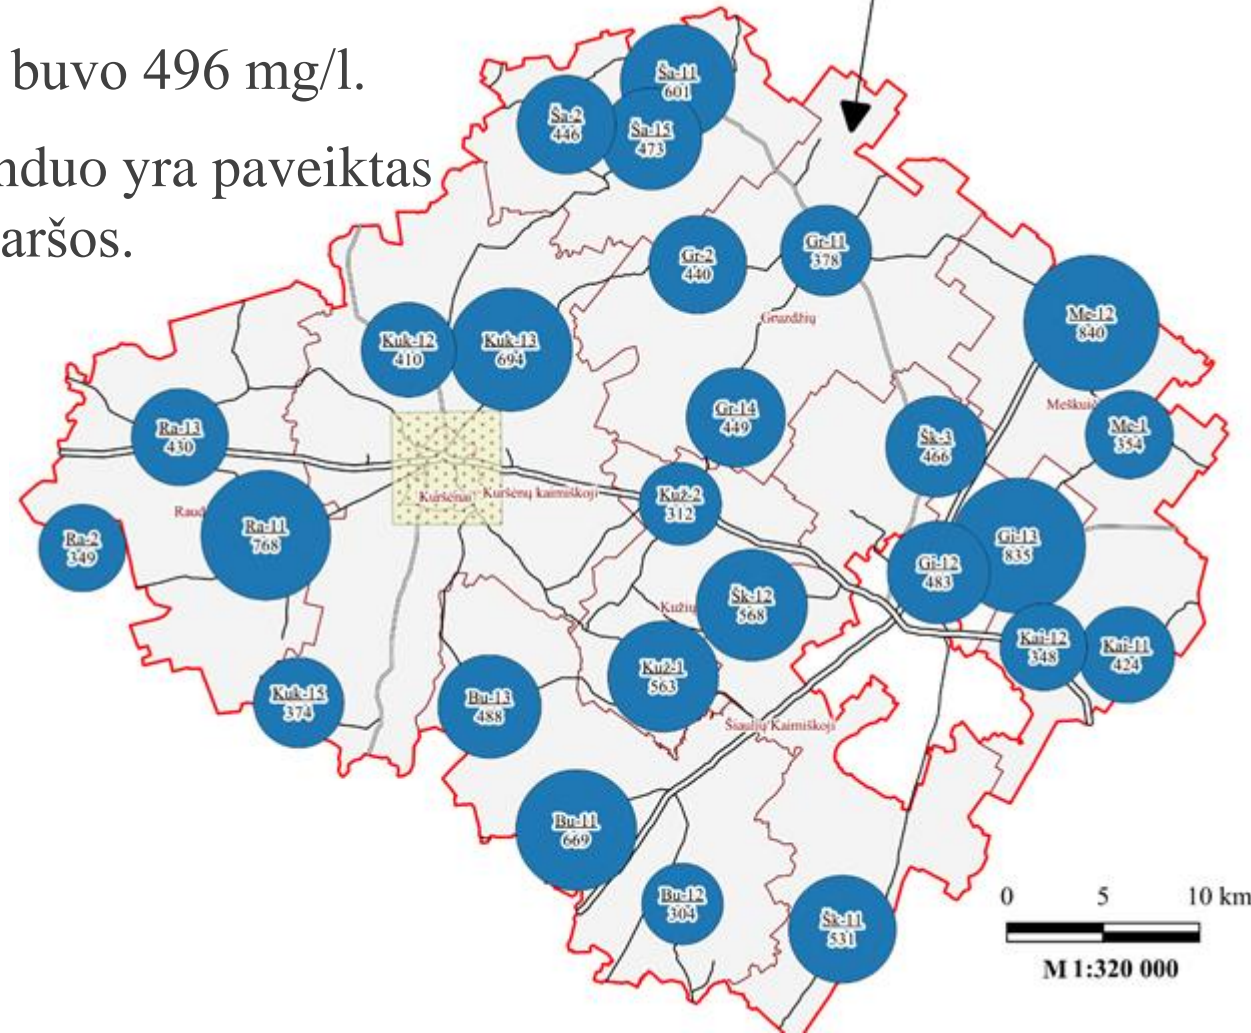 buvo 496 mg/l.
nduo yra paveiktas
aršos.
Ša-11
601
Ša-2
446
Ša-15
473
Gr-2
440
Gr-11
378
Gruzdžių
Me-12
840
Kuk-12
410
Kuk-13
694
Meškuič
Me-1
354
Gr-14
449
Šk-3
466
Ra-13
430
Kuršėnai
Kuršėnų kaimiškoji
Kuž-2
312
Raud
Ra-11
768
Ra-2
349
Gi-13
835
Gi-12
483
Šk-12
568
Kužių
Kai-12
348
Kai-11
424
Kuž-1
563
Kuk-15
374
Bu-13
488
Šiaulių Kaimiškoji
Bu-11
669
Bu-12
304
Šk-11
531
0 5 10 km
M 1:320 000